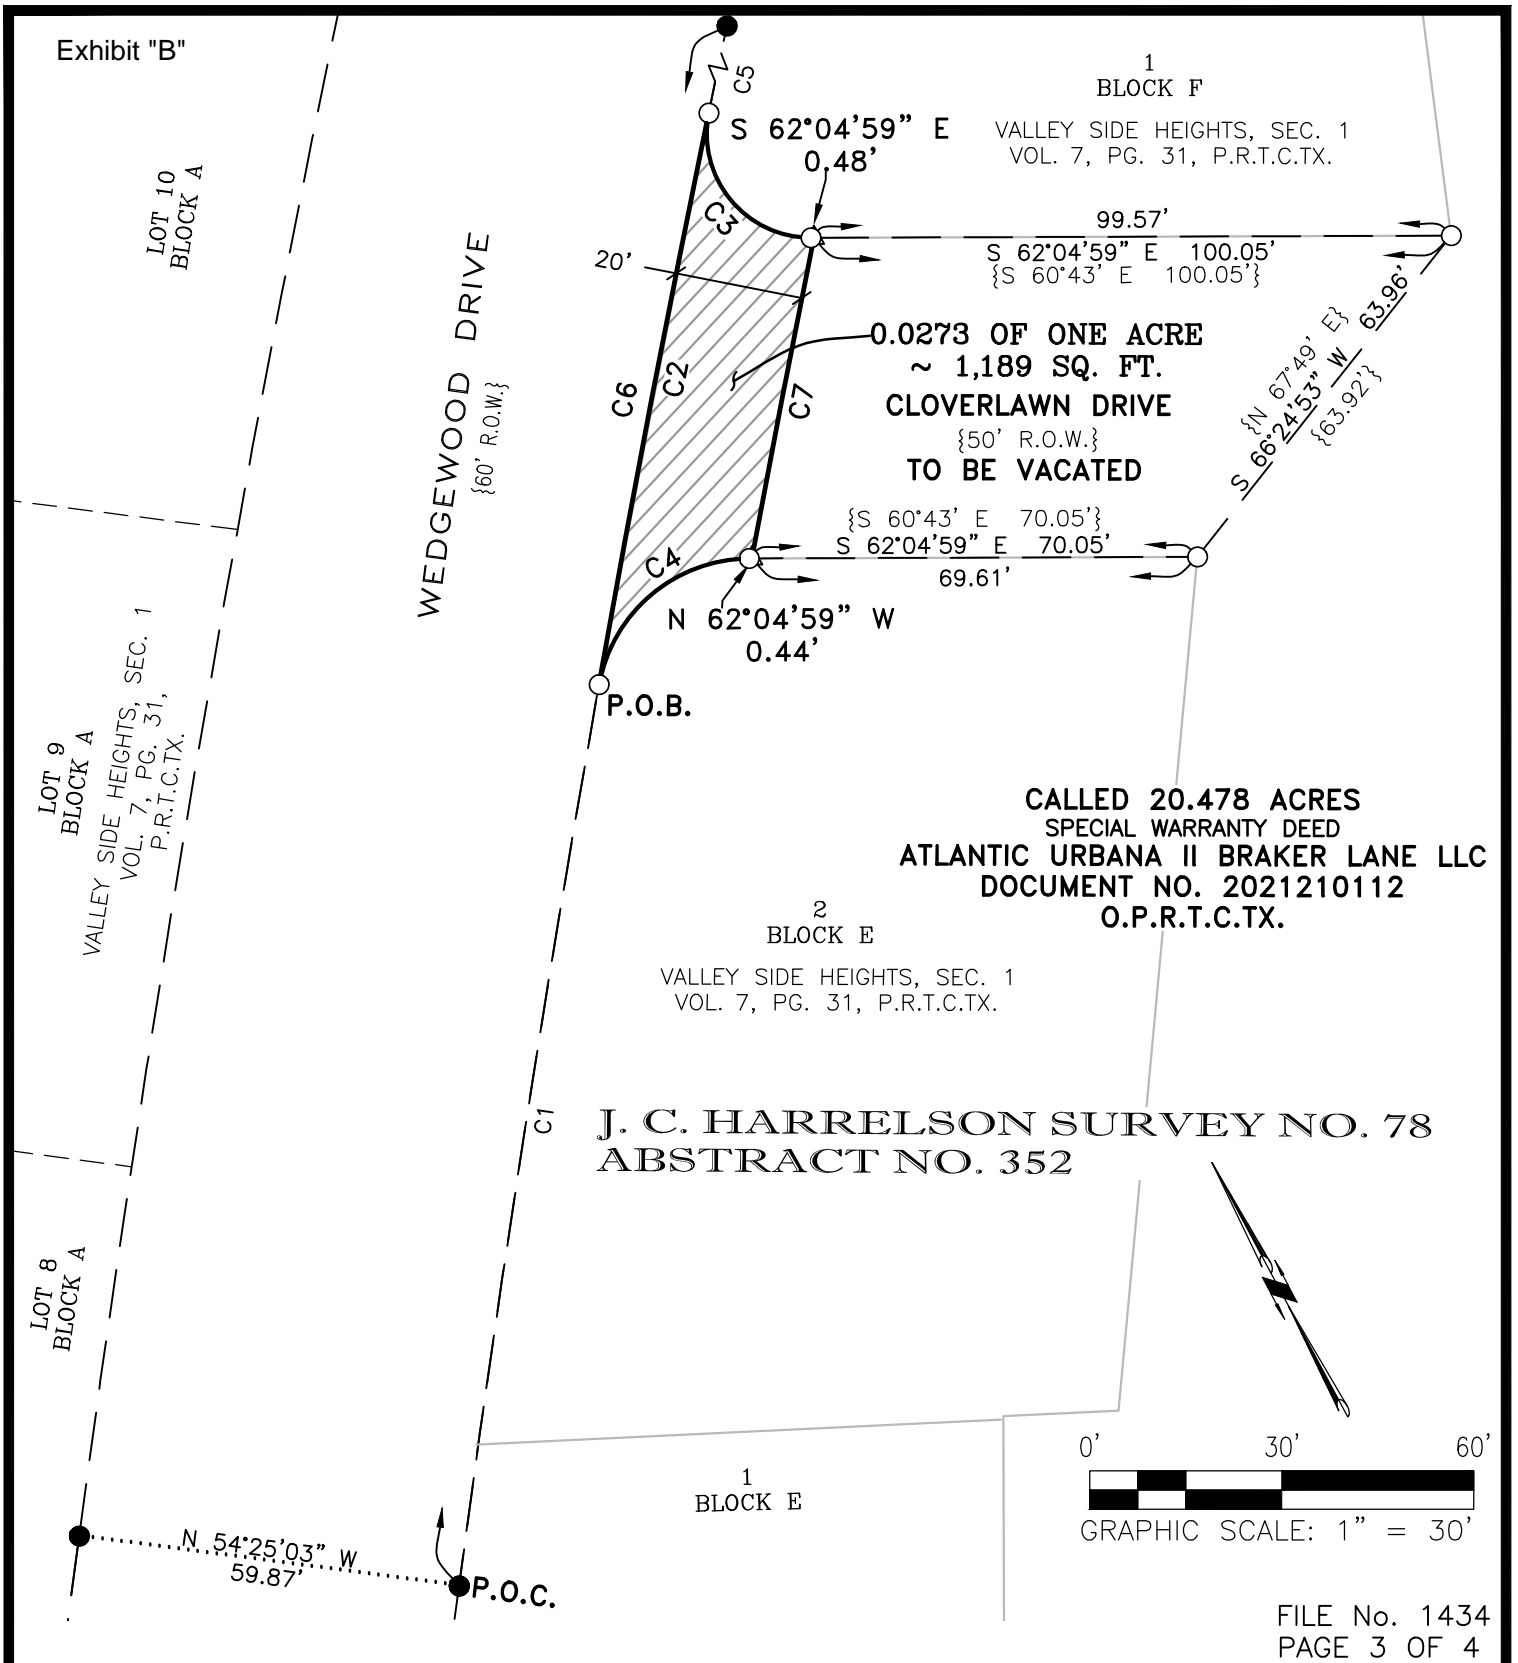 Exhibit "B"
C5
1
BLOCK F
VALLEY SIDE HEIGHTS, SEC. 1
VOL. 7, PG. 31, P.R.T.C.TX.
S 62°04'59" E
0.48'
LOT 10
BLOCK A
C3
99.57'
S 62°04'59" E 100.05'
{S 60°43' E 100.05'}
20'
WEDGEWOOD DRIVE
{60' R.O.W.}
C6
C2
C7
0.0273 OF ONE ACRE
~ 1,189 SQ. FT.
CLOVERLAWN DRIVE
{50' R.O.W.}
TO BE VACATED
{N 67°49' E}
S 66°24'53" W 63.96'
{63.92'}
{S 60°43' E 70.05'}
S 62°04'59" E 70.05'
69.61'
C4
N 62°04'59" W
0.44'
P.O.B.
LOT 9
BLOCK A
VALLEY SIDE HEIGHTS, SEC. 1
VOL. 7, PG. 31,
P.R.T.C.TX.
CALLED 20.478 ACRES
SPECIAL WARRANTY DEED
ATLANTIC URBANA II BRAKER LANE LLC
DOCUMENT NO. 2021210112
O.P.R.T.C.TX.
2
BLOCK E
VALLEY SIDE HEIGHTS, SEC. 1
VOL. 7, PG. 31, P.R.T.C.TX.
C1
J. C. HARRELSON SURVEY NO. 78
ABSTRACT NO. 352
LOT 8
BLOCK A
1
BLOCK E
0' 30' 60'
GRAPHIC SCALE: 1" = 30'
N 54°25'03" W
59.87'
P.O.C.
FILE No. 1434
PAGE 3 OF 4